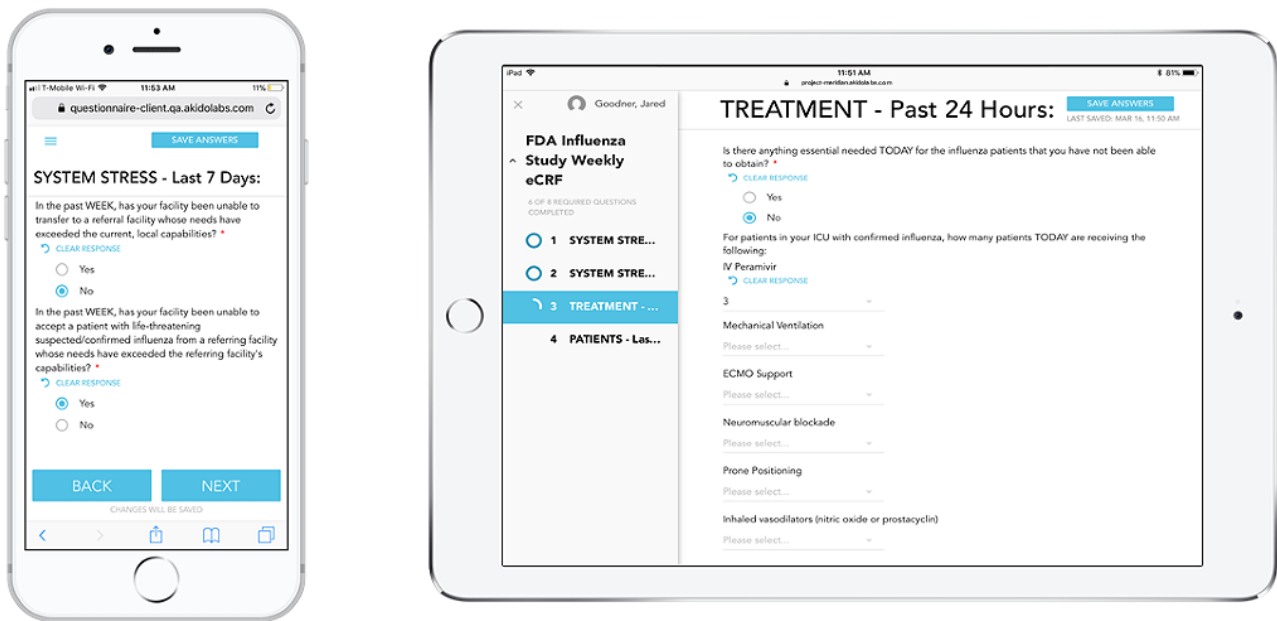 T-Mobile Wi-Fi 11:53 AM 11%
questionnaire-client.qa.akidolabs.com
SAVE ANSWERS
SYSTEM STRESS - Last 7 Days:
In the past WEEK, has your facility been unable to
transfer to a referral facility whose needs have
exceeded the current, local capabilities? *
CLEAR RESPONSE
Yes
No
In the past WEEK, has your facility been unable to
accept a patient with life-threatening
suspected/confirmed influenza from a referring facility
whose needs have exceeded the referring facility's
capabilities? *
CLEAR RESPONSE
Yes
No
BACK
NEXT
CHANGES WILL BE SAVED
iPad 11:51 AM 81%
project-meridian.akidolabs.com
Goodner, Jared
FDA Influenza
Study Weekly
eCRF
6 OF 8 REQUIRED QUESTIONS
COMPLETED
1 SYSTEM STRE...
2 SYSTEM STRE...
3 TREATMENT - ...
4 PATIENTS - Las...
TREATMENT - Past 24 Hours:
SAVE ANSWERS
LAST SAVED: MAR 16, 11:50 AM
Is there anything essential needed TODAY for the influenza patients that you have not been able
to obtain? *
CLEAR RESPONSE
Yes
No
For patients in your ICU with confirmed influenza, how many patients TODAY are receiving the
following:
IV Peramivir
CLEAR RESPONSE
3
Mechanical Ventilation
Please select...
ECMO Support
Please select...
Neuromuscular blockade
Please select...
Prone Positioning
Please select...
Inhaled vasodilators (nitric oxide or prostacyclin)
Please select...